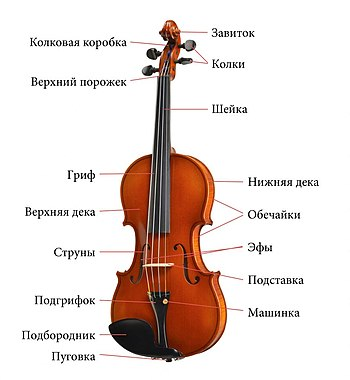 Завиток
Колковая коробка
Колки
Верхний порожек
Шейка
Гриф
Нижняя дека
Верхняя дека
Обечайки
Струны
Эфы
Подставка
Подгрифок
Машинка
Подбородник
Пуговка